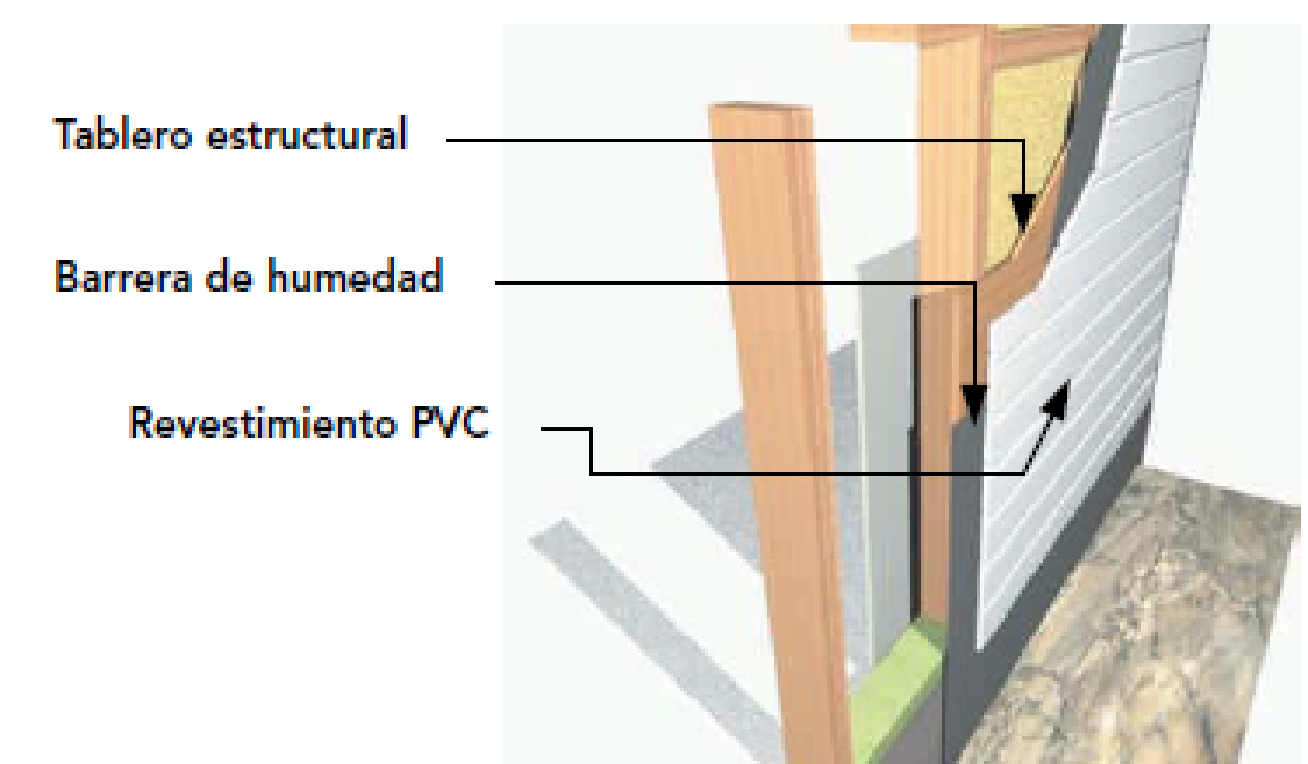 Tablero estructural
Barrera de humedad
Revestimiento PVC